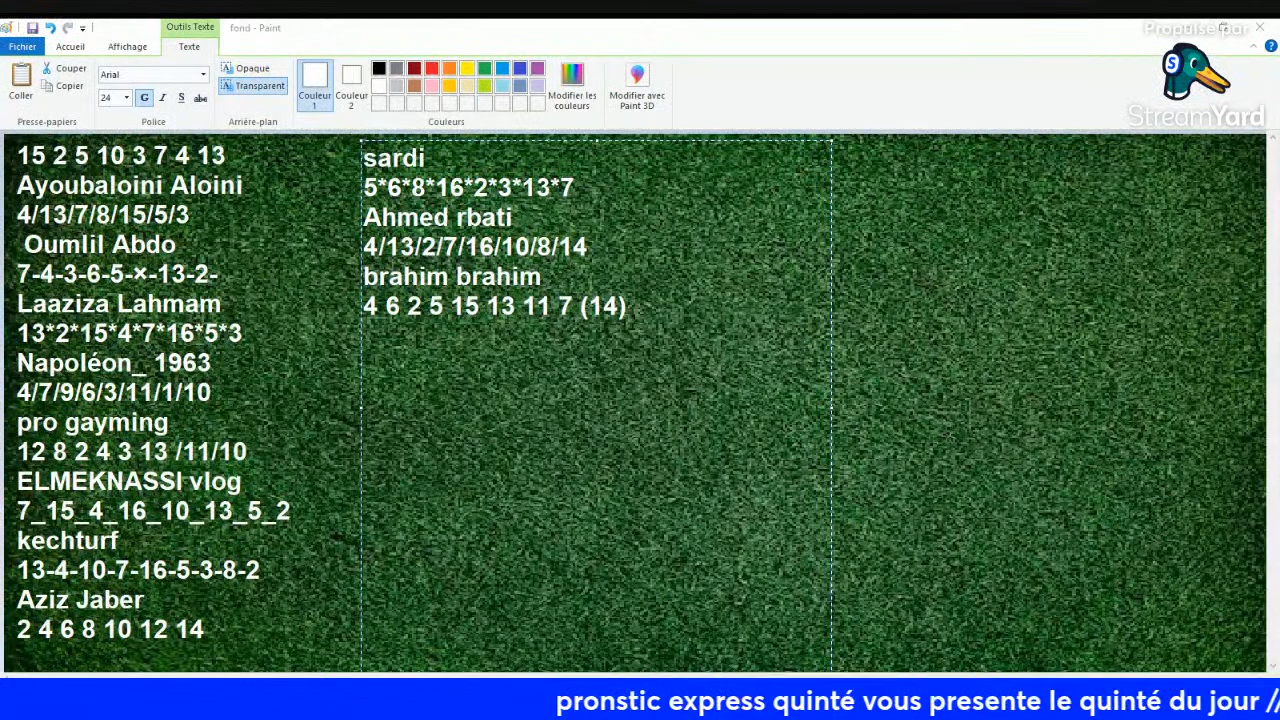 Outils Texte
fond - Paint
Propulsé par
Fichier
Accueil
Affichage
Texte
Coller
Couper
Copier
Presse-papiers
Arial
24
G I S abc
Police
Opaque
Transparent
Arrière-plan
Couleur 1
Couleur 2
Couleurs
Modifier les couleurs
Modifier avec Paint 3D
StreamYard
15 2 5 10 3 7 4 13
Ayoubaloini Aloini
4/13/7/8/15/5/3
Oumlil Abdo
7-4-3-6-5-×-13-2-
Laaziza Lahmam
13*2*15*4*7*16*5*3
Napoléon_ 1963
4/7/9/6/3/11/1/10
pro gayming
12 8 2 4 3 13 /11/10
ELMEKNASSI vlog
7_15_4_16_10_13_5_2
kechturf
13-4-10-7-16-5-3-8-2
Aziz Jaber
2 4 6 8 10 12 14
sardi
5*6*8*16*2*3*13*7
Ahmed rbati
4/13/2/7/16/10/8/14
brahim brahim
4 6 2 5 15 13 11 7 (14)
pronstic express quinté vous presente le quinté du jour //